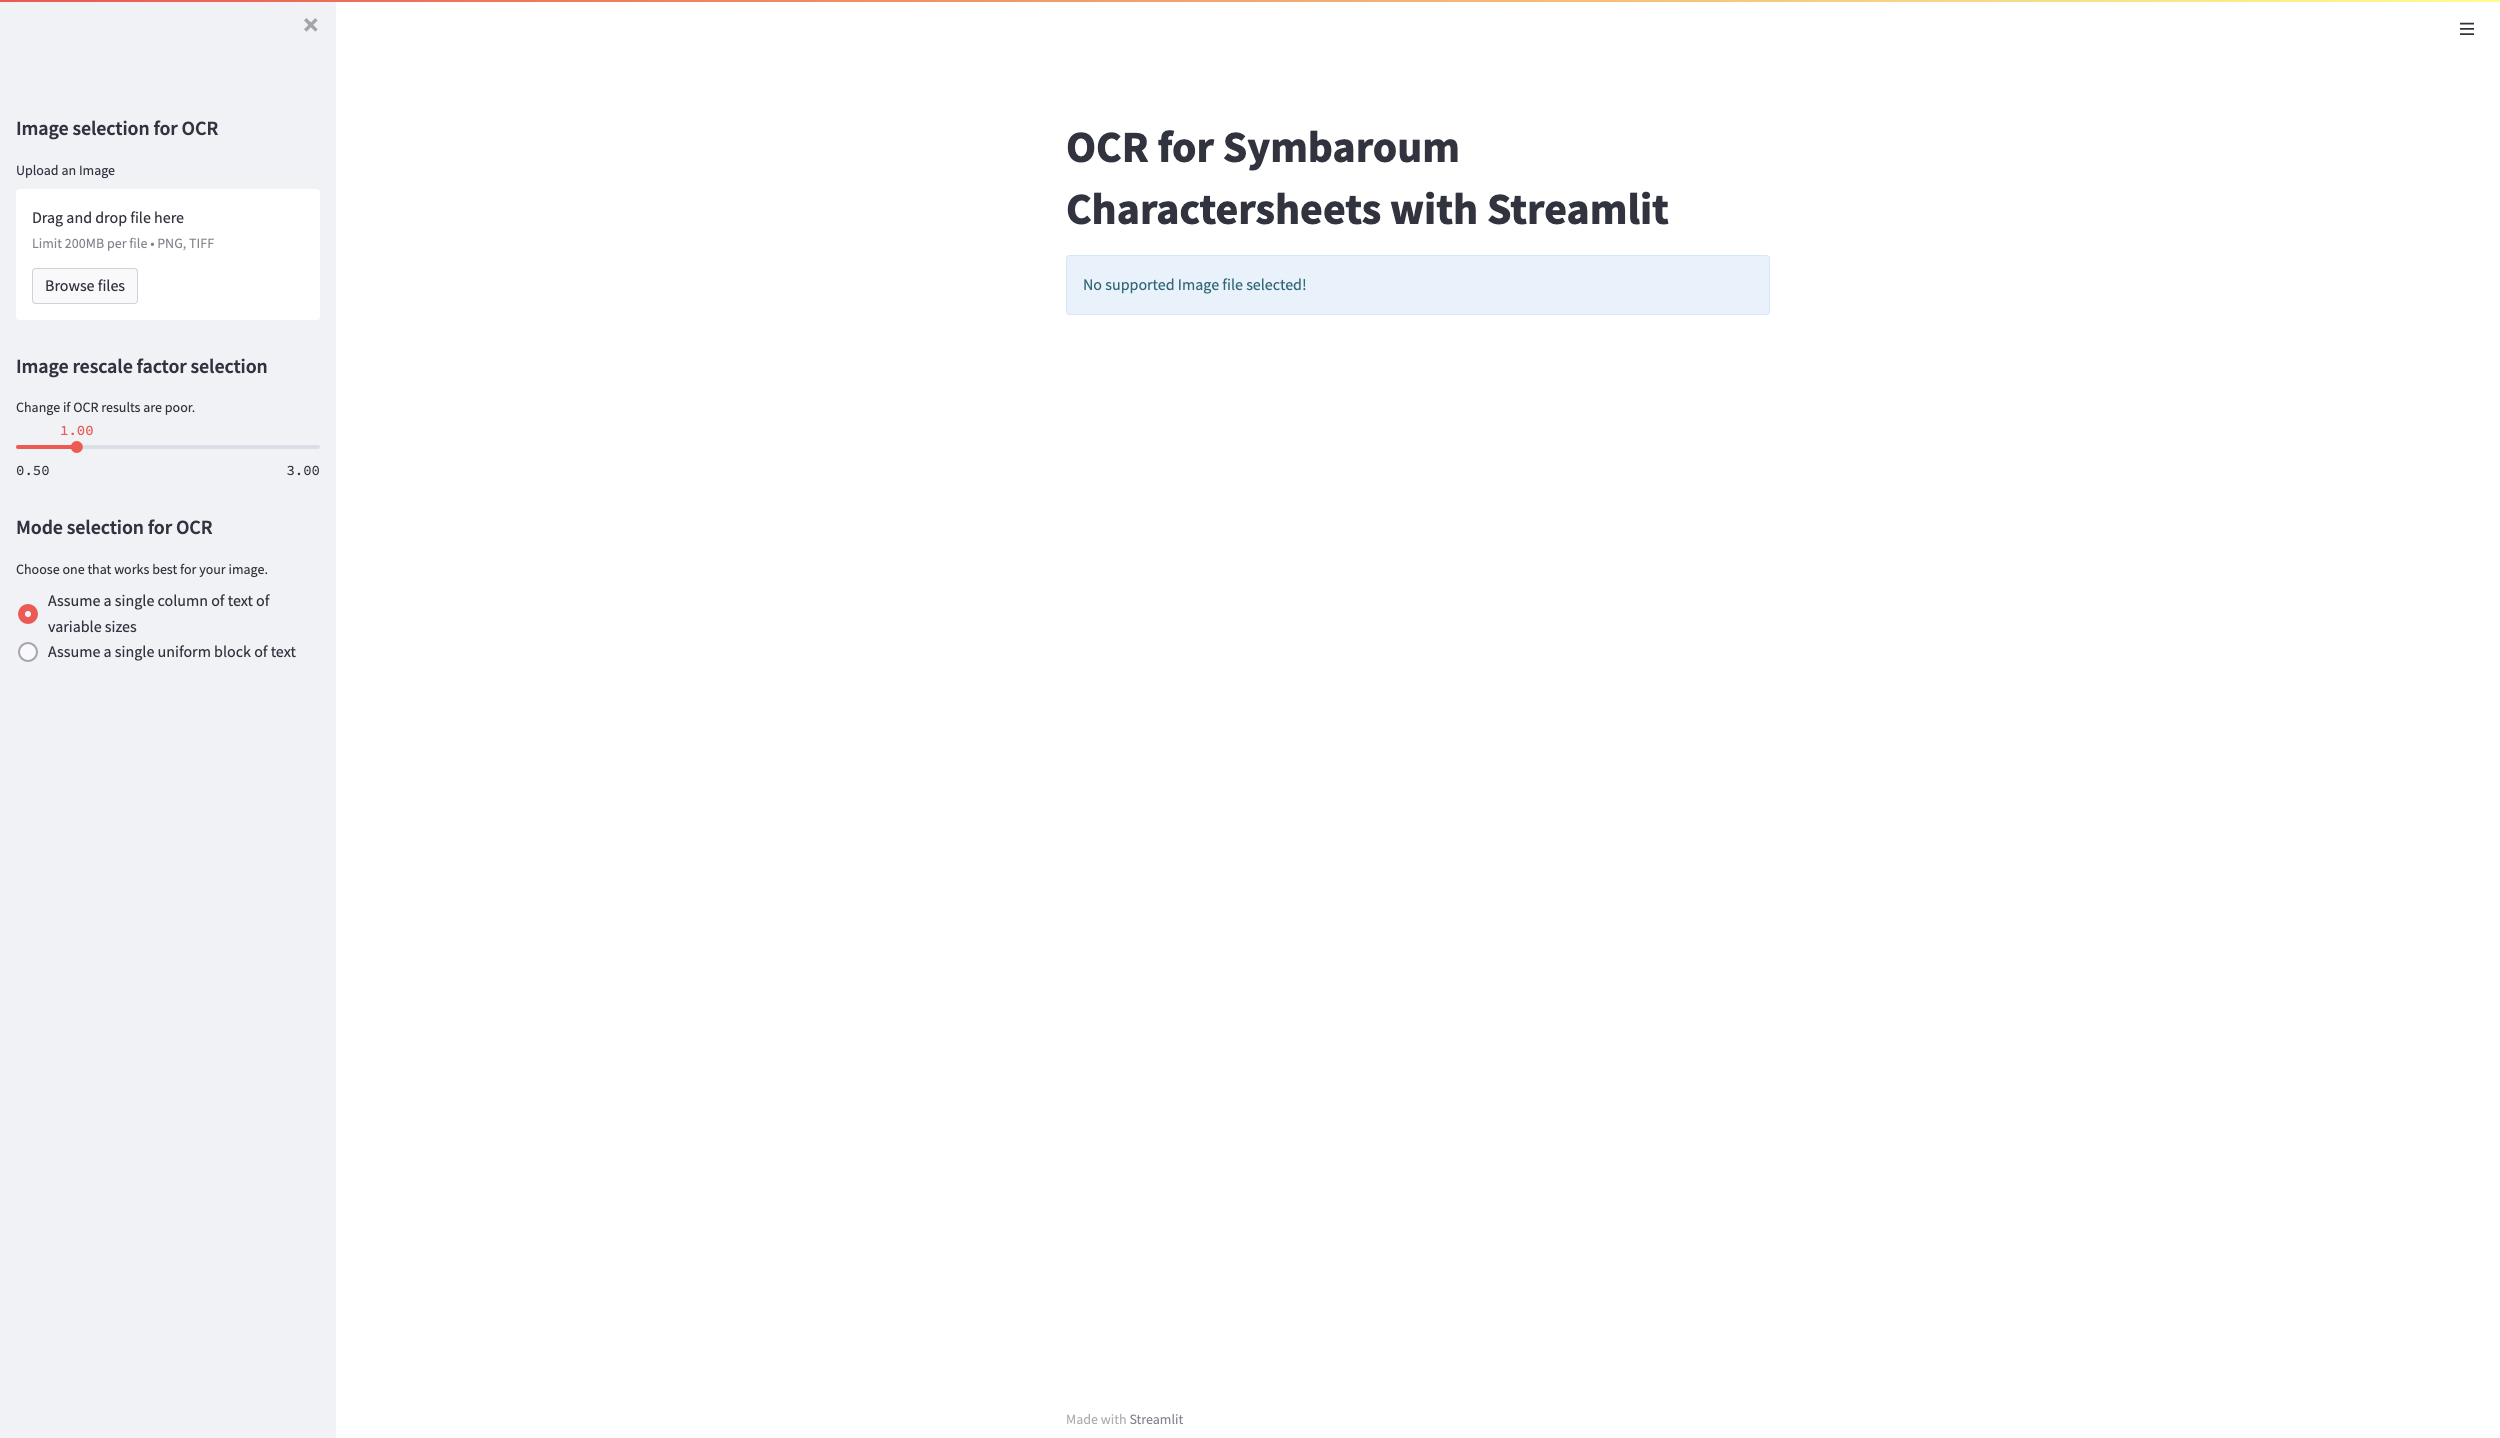 Image selection for OCR
Upload an Image
Drag and drop file here
Limit 200MB per file • PNG, TIFF
Browse files
Image rescale factor selection
Change if OCR results are poor.
1.00
0.50 3.00
Mode selection for OCR
Choose one that works best for your image.
Assume a single column of text of
variable sizes
Assume a single uniform block of text
OCR for Symbaroum
Charactersheets with Streamlit
No supported Image file selected!
Made with Streamlit